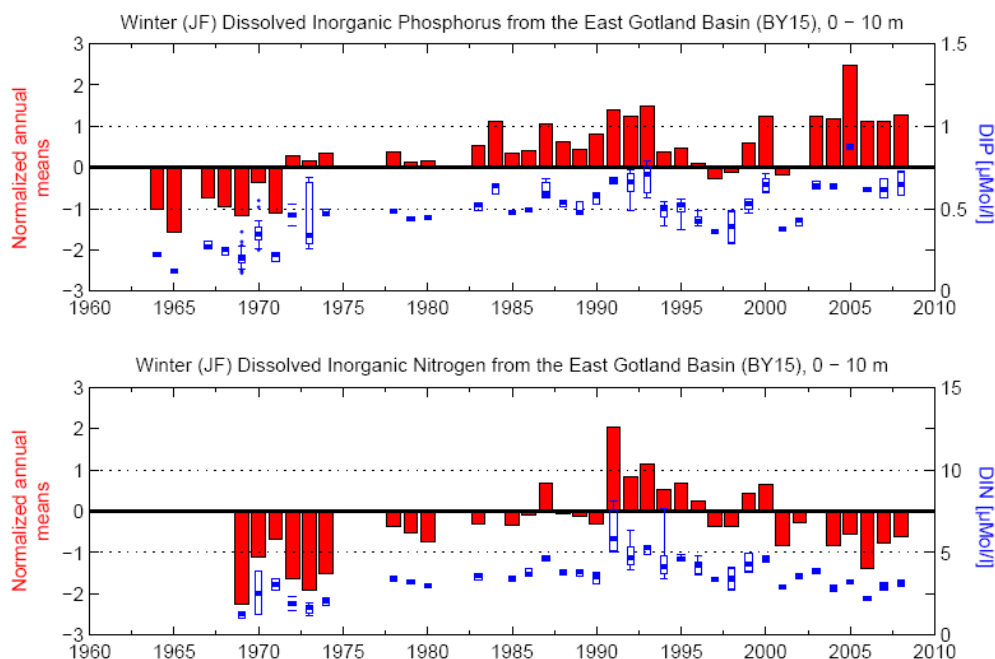 Winter (JF) Dissolved Inorganic Phosphorus from the East Gotland Basin (BY15), 0 − 10 m
Normalized annual
means
3
2
1
0
−1
−2
−3
1.5
1
0.5
0
DIP [µMol/l]
1960 1965 1970 1975 1980 1985 1990 1995 2000 2005 2010
Winter (JF) Dissolved Inorganic Nitrogen from the East Gotland Basin (BY15), 0 − 10 m
Normalized annual
means
3
2
1
0
−1
−2
−3
15
10
5
0
DIN [µMol/l]
1960 1965 1970 1975 1980 1985 1990 1995 2000 2005 2010